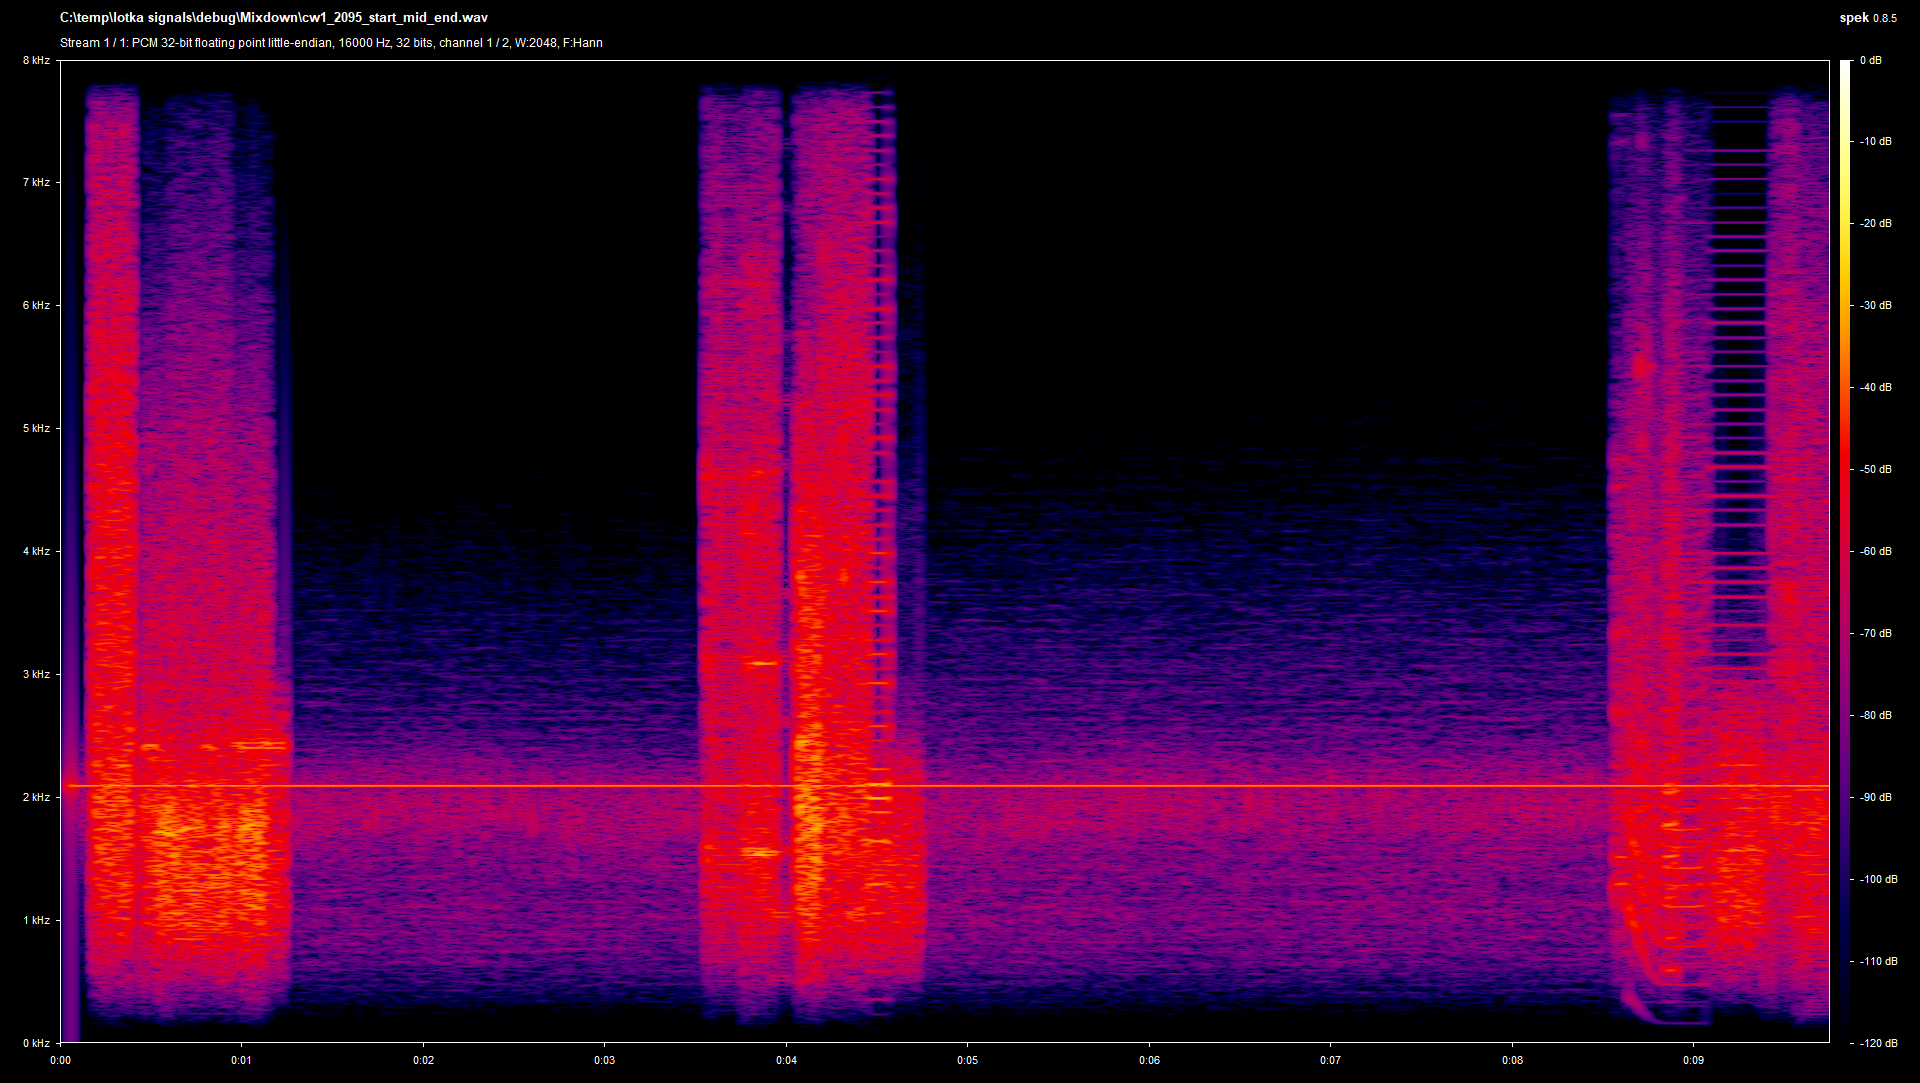 C:\temp\lotka signals\debug\Mixdown\cw1_2095_start_mid_end.wav
spek 0.8.5
Stream 1 / 1: PCM 32-bit floating point little-endian, 16000 Hz, 32 bits, channel 1 / 2, W:2048, F:Hann
8 kHz
7 kHz
6 kHz
5 kHz
4 kHz
3 kHz
2 kHz
1 kHz
0 kHz
0:00
0:01
0:02
0:03
0:04
0:05
0:06
0:07
0:08
0:09
0 dB
-10 dB
-20 dB
-30 dB
-40 dB
-50 dB
-60 dB
-70 dB
-80 dB
-90 dB
-100 dB
-110 dB
-120 dB